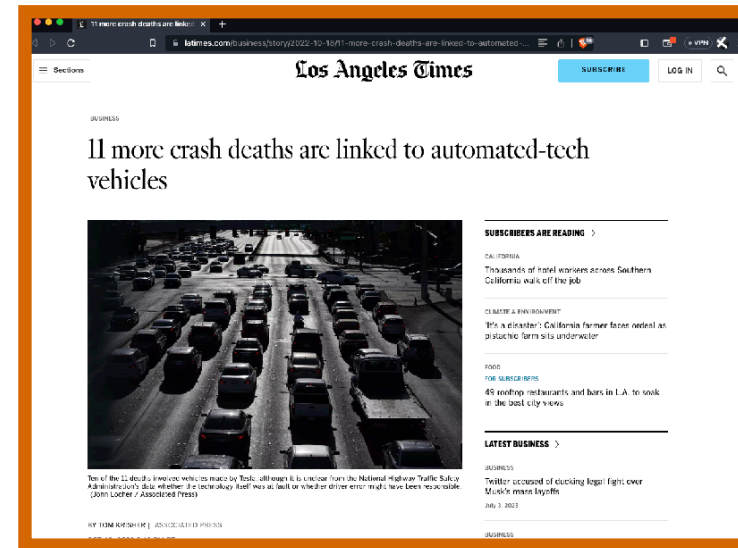 11 more crash deaths are linked
latimes.com/business/story/2022-10-18/11-more-crash-deaths-are-linked-to-automated-...
VPN
Sections
Los Angeles Times
SUBSCRIBE
LOG IN
BUSINESS
11 more crash deaths are linked to automated-tech
vehicles
Ten of the 11 deaths involved vehicles made by Tesla, although it is unclear from the National Highway Traffic Safety
Administration's data whether the technology itself was at fault or whether driver error might have been responsible.
(John Locher / Associated Press)
BY TOM KRISHER | ASSOCIATED PRESS
SUBSCRIBERS ARE READING >
CALIFORNIA
Thousands of hotel workers across Southern
California walk off the job
CLIMATE & ENVIRONMENT
'It's a disaster': California farmer faces ordeal as
pistachio farm sits underwater
FOOD
FOR SUBSCRIBERS
49 rooftop restaurants and bars in L.A. to soak
in the best city views
LATEST BUSINESS >
BUSINESS
Twitter accused of ducking legal fight over
Musk's mass layoffs
July 3, 2023
BUSINESS